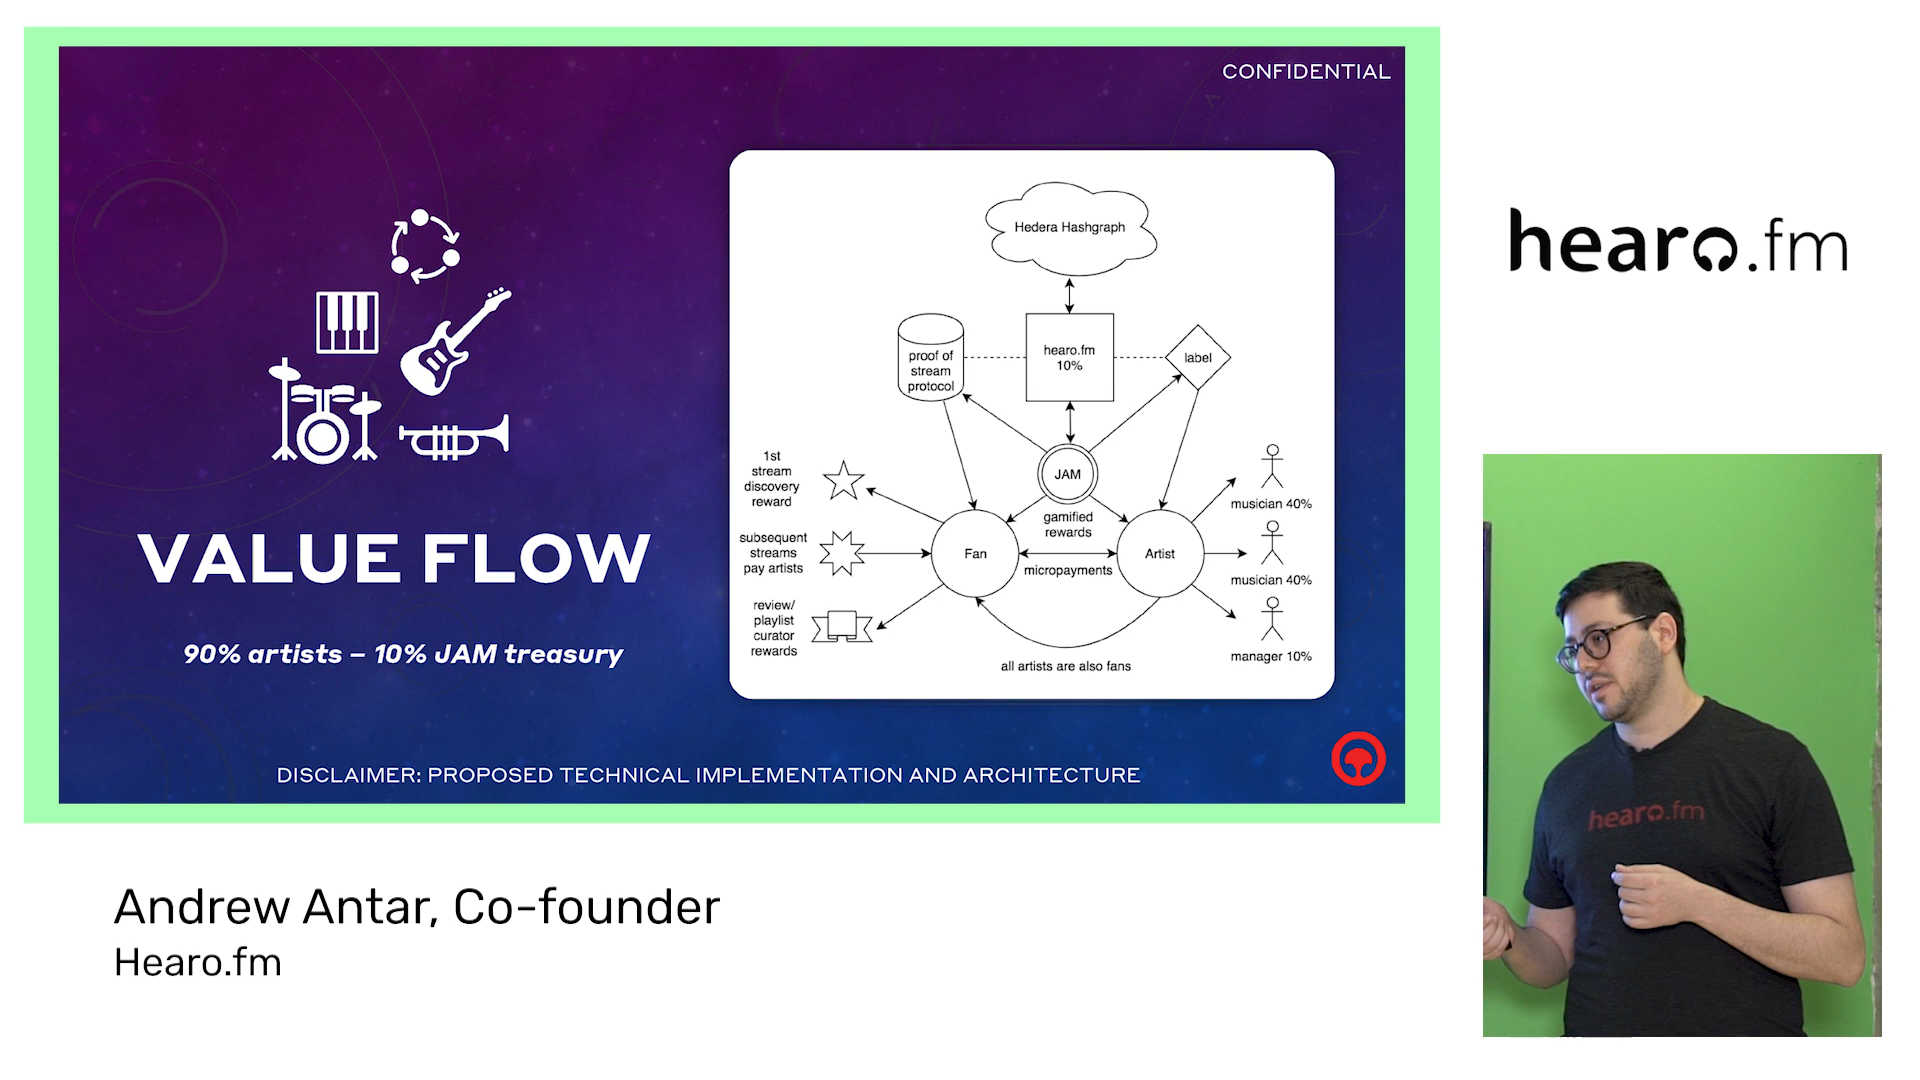 CONFIDENTIAL
VALUE FLOW
90% artists – 10% JAM treasury
Hedera Hashgraph
proof of
stream
protocol
hearo.fm
10%
label
JAM
gamified
rewards
1st
stream
discovery
reward
subsequent
streams
pay artists
review/
playlist
curator
rewards
Fan
micropayments
Artist
all artists are also fans
musician 40%
musician 40%
manager 10%
DISCLAIMER: PROPOSED TECHNICAL IMPLEMENTATION AND ARCHITECTURE
hearo.fm
hearo.fm
Andrew Antar, Co-founder
Hearo.fm